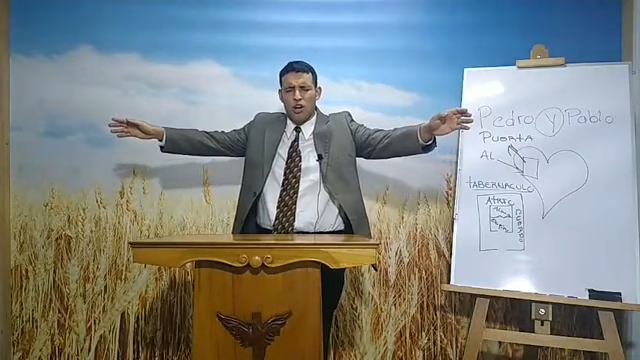 Pedro y Pablo
PUERTA
AL
tABERNACULO
ATRIO
CUERPO